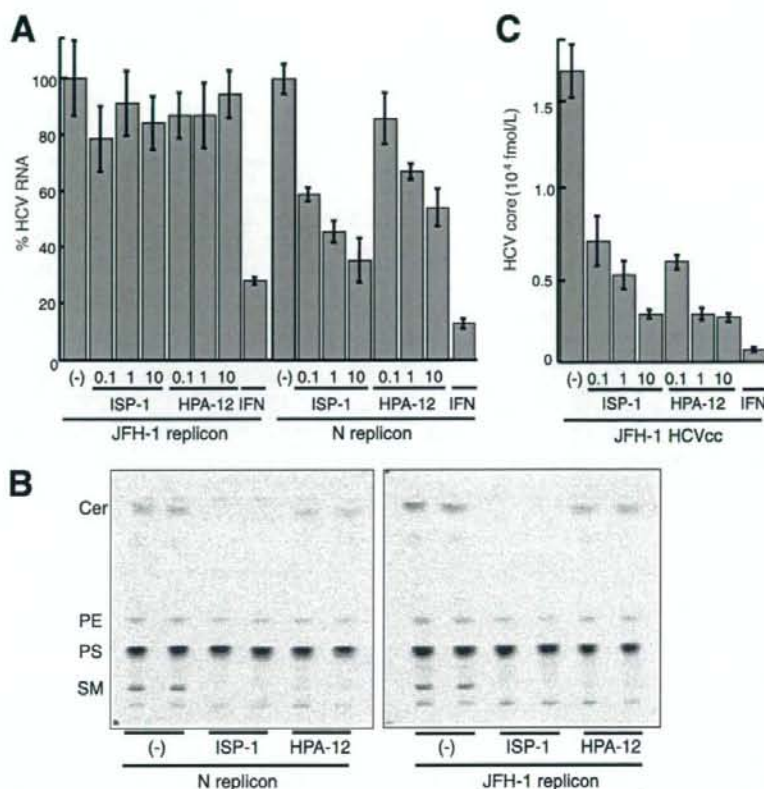 A
% HCV RNA
100
80
60
40
20
0
(-) 0.1 1 10 0.1 1 10 (-) 0.1 1 10 0.1 1 10
ISP-1 HPA-12 IFN ISP-1 HPA-12 IFN
JFH-1 replicon N replicon
C
HCV core (10⁴ fmol/L)
1.5
1.0
0.5
0
(-) 0.1 1 10 0.1 1 10
ISP-1 HPA-12 IFN
JFH-1 HCVcc
B
Cer
PE
PS
SM
(-) ISP-1 HPA-12 (-) ISP-1 HPA-12
N replicon JFH-1 replicon